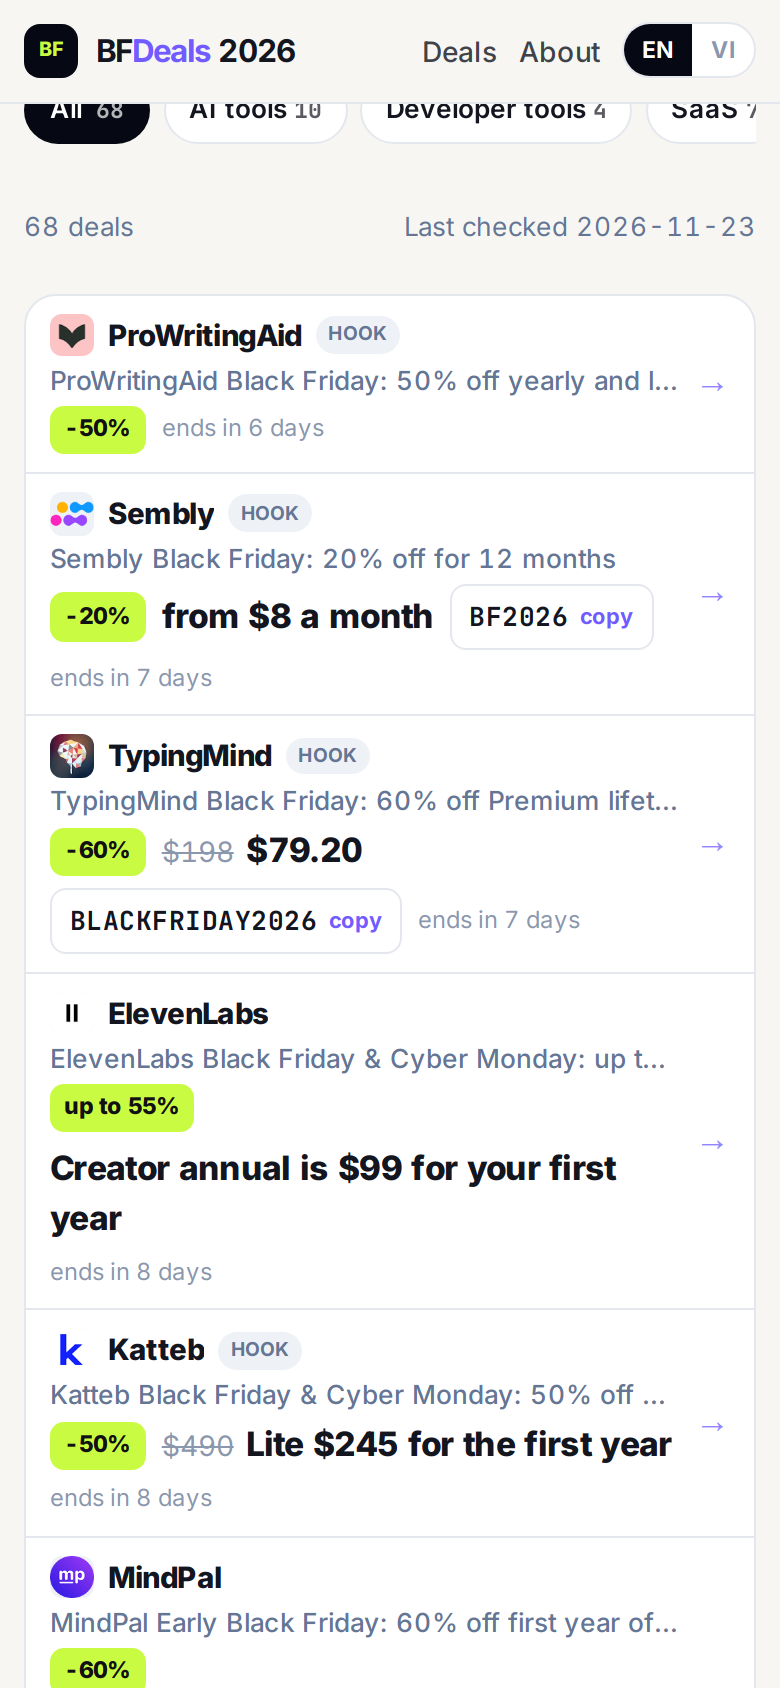 BF BFDeals 2026 Deals About EN VI
All 68 AI tools 10 Developer tools 4 SaaS
68 deals Last checked 2026-11-23
ProWritingAid HOOK
ProWritingAid Black Friday: 50% off yearly and l... →
-50% ends in 6 days
Sembly HOOK
Sembly Black Friday: 20% off for 12 months
-20% from $8 a month BF2026 copy →
ends in 7 days
TypingMind HOOK
TypingMind Black Friday: 60% off Premium lifet...
-60% $198 $79.20 →
BLACKFRIDAY2026 copy ends in 7 days
ElevenLabs
ElevenLabs Black Friday & Cyber Monday: up t...
up to 55%
Creator annual is $99 for your first →
year
ends in 8 days
k Katteb HOOK
Katteb Black Friday & Cyber Monday: 50% off ...
-50% $490 Lite $245 for the first year →
ends in 8 days
mp MindPal
MindPal Early Black Friday: 60% off first year of...
-60%